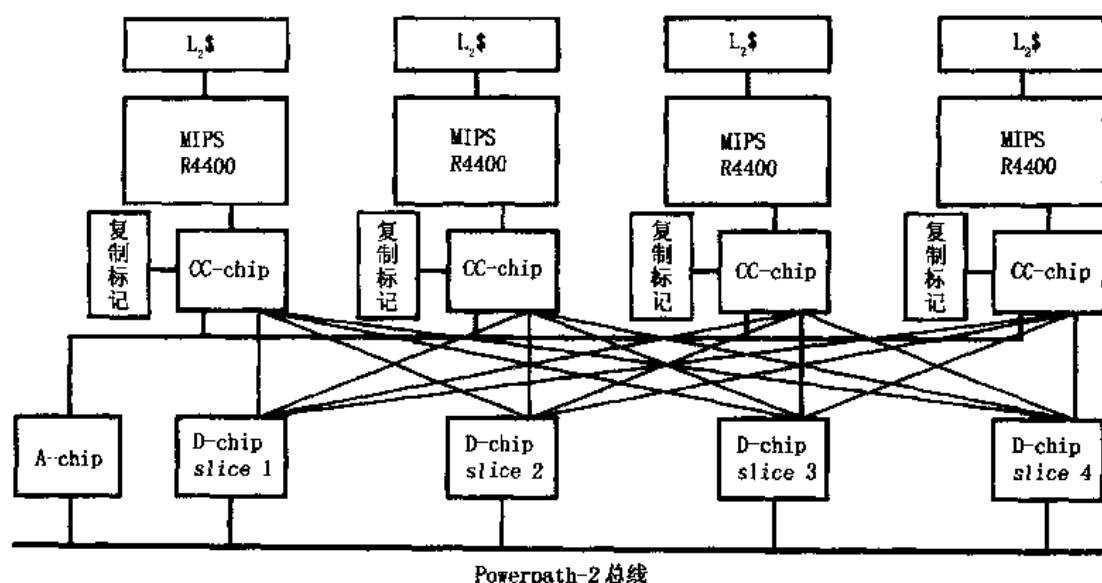 L₂$
L₂$
L₂$
L₂$
MIPS
R4400
MIPS
R4400
MIPS
R4400
MIPS
R4400
复制标记
CC-chip
复制标记
CC-chip
复制标记
CC-chip
复制标记
CC-chip
A-chip
D-chip
slice 1
D-chip
slice 2
D-chip
slice 3
D-chip
slice 4
Powerpath-2 总线